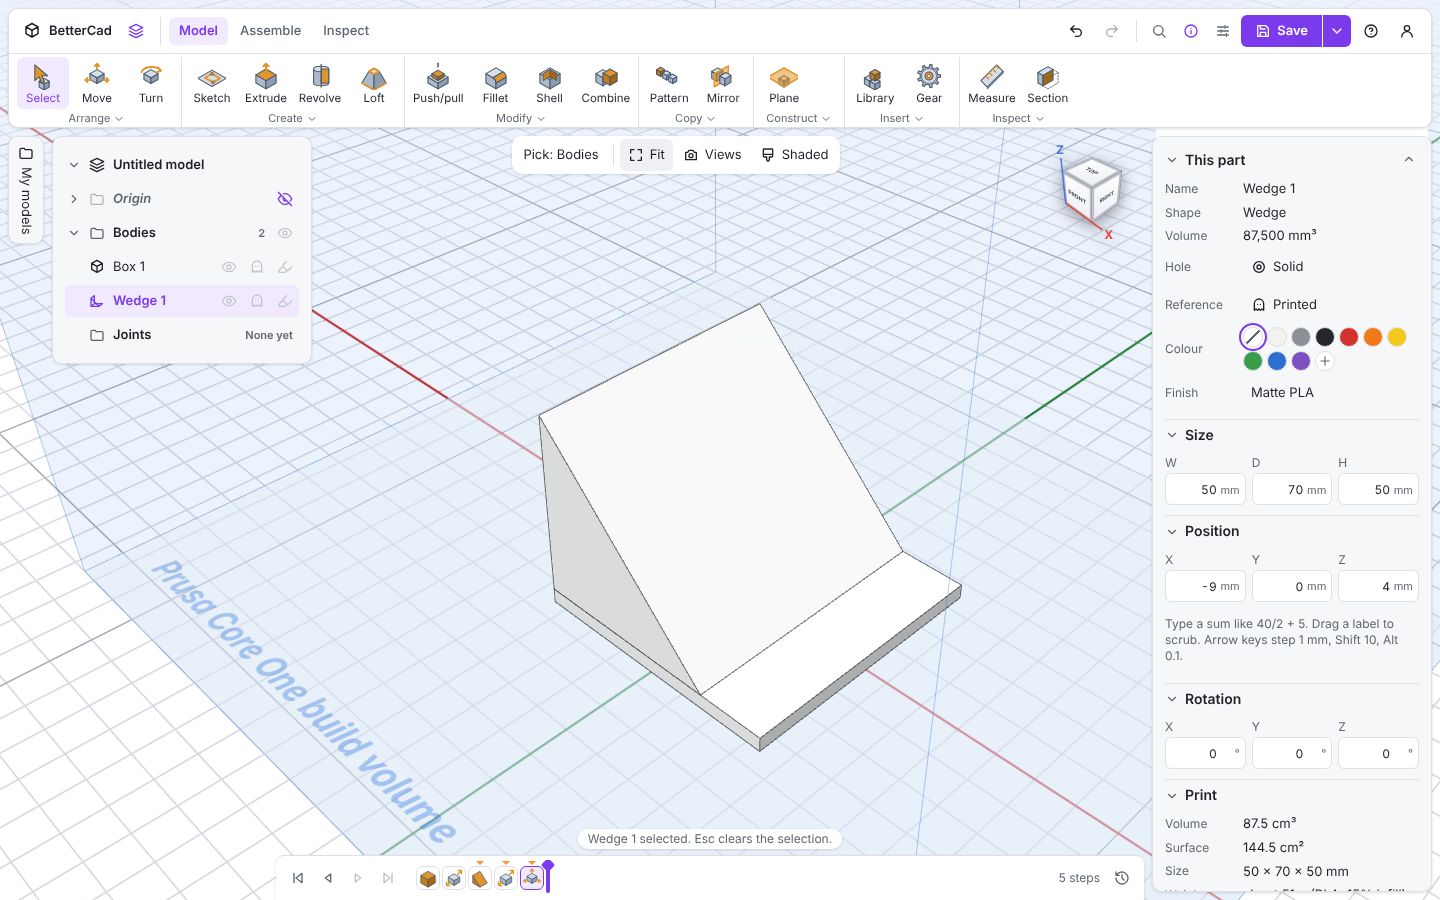 BetterCad
Model
Assemble
Inspect
Save
Select
Move
Turn
Sketch
Extrude
Revolve
Loft
Push/pull
Fillet
Shell
Combine
Pattern
Mirror
Plane
Library
Gear
Measure
Section
Arrange
Create
Modify
Copy
Construct
Insert
Inspect
My models
Untitled model
Origin
Bodies 2
Box 1
Wedge 1
Joints None yet
Pick: Bodies
Fit
Views
Shaded
Z
TOP
FRONT
RIGHT
X
Prusa Core One build volume
Wedge 1 selected. Esc clears the selection.
5 steps
This part
Name Wedge 1
Shape Wedge
Volume 87,500 mm³
Hole Solid
Reference Printed
Colour
Finish Matte PLA
Size
W D H
50 mm 70 mm 50 mm
Position
X Y Z
-9 mm 0 mm 4 mm
Type a sum like 40/2 + 5. Drag a label to
scrub. Arrow keys step 1 mm, Shift 10, Alt
0.1.
Rotation
X Y Z
0 ° 0 ° 0 °
Print
Volume 87.5 cm³
Surface 144.5 cm²
Size 50 × 70 × 50 mm